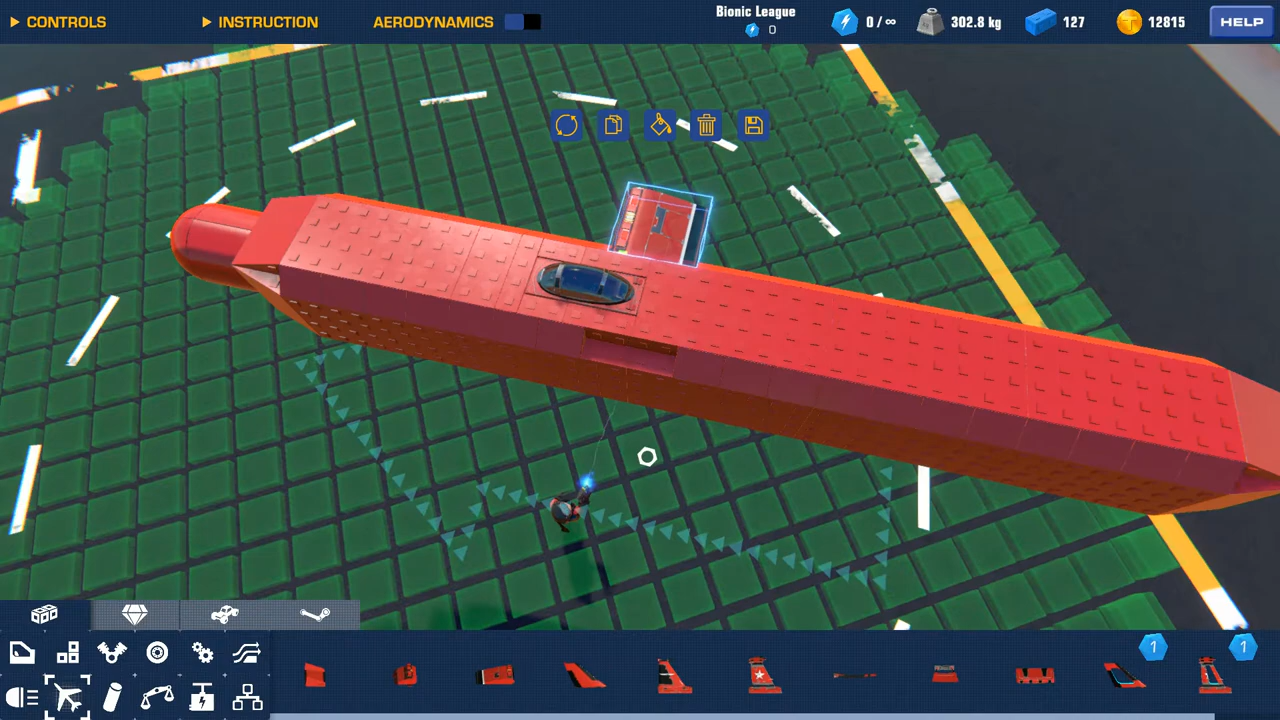 CONTROLS
INSTRUCTION
AERODYNAMICS
Bionic League
0
0 / ∞
302.8 kg
127
12815
HELP
1
1